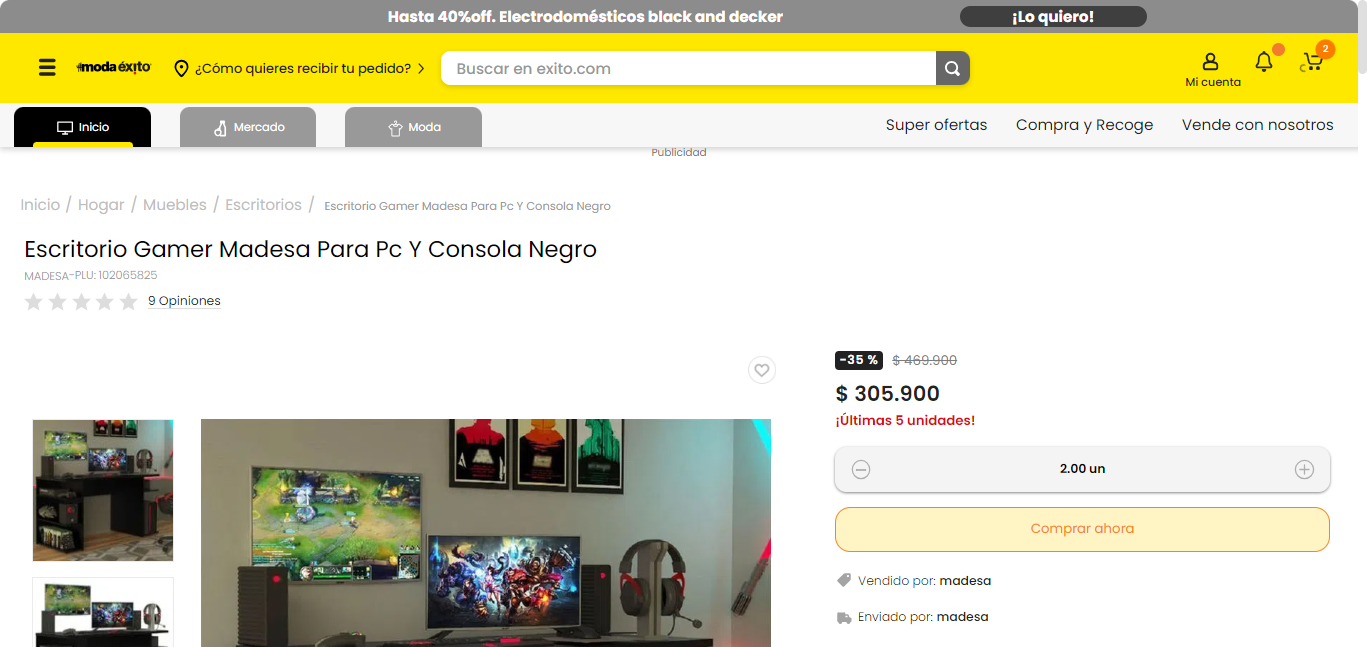 Hasta 40%off. Electrodomésticos black and decker
¡Lo quiero!
#moda éxito
¿Cómo quieres recibir tu pedido?
Buscar en exito.com
Mi cuenta
2
Inicio
Mercado
Moda
Super ofertas
Compra y Recoge
Vende con nosotros
Publicidad
Inicio / Hogar / Muebles / Escritorios / Escritorio Gamer Madesa Para Pc Y Consola Negro
Escritorio Gamer Madesa Para Pc Y Consola Negro
MADESA-PLU: 102065825
9 Opiniones
-35 % $ 469.900
$ 305.900
¡Últimas 5 unidades!
2.00 un
Comprar ahora
Vendido por: madesa
Enviado por: madesa